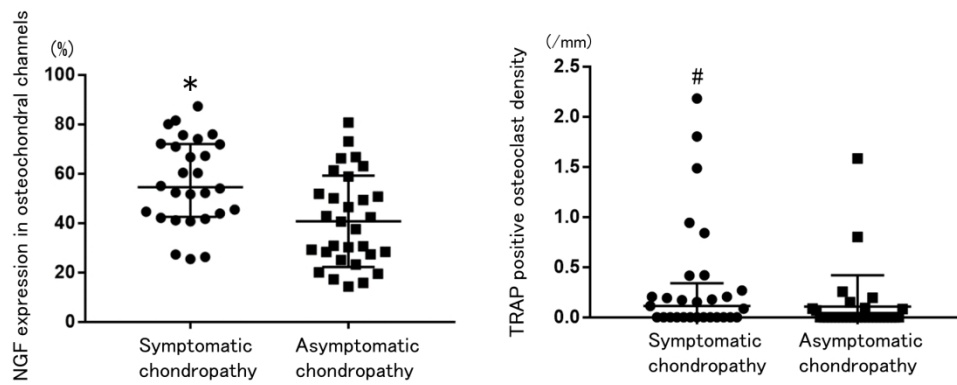 NGF expression in osteochondral channels
(%)
*
100
80
60
40
20
0
Symptomatic
chondropathy
Asymptomatic
chondropathy
TRAP positive osteoclast density
(/mm)
#
2.5
2.0
1.5
1.0
0.5
0.0
Symptomatic
chondropathy
Asymptomatic
chondropathy